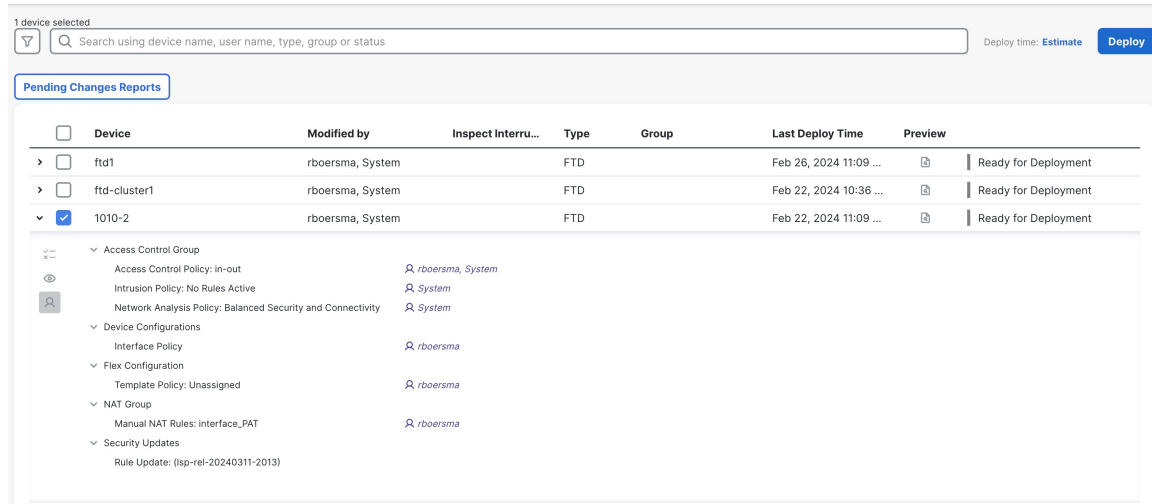 1 device selected
Search using device name, user name, type, group or status
Deploy time: Estimate
Deploy
Pending Changes Reports
Device Modified by Inspect Interru... Type Group Last Deploy Time Preview
ftd1 rboersma, System FTD Feb 26, 2024 11:09 ... Ready for Deployment
ftd-cluster1 rboersma, System FTD Feb 22, 2024 10:36 ... Ready for Deployment
1010-2 rboersma, System FTD Feb 22, 2024 11:09 ... Ready for Deployment
Access Control Group
Access Control Policy: in-out rboersma, System
Intrusion Policy: No Rules Active System
Network Analysis Policy: Balanced Security and Connectivity System
Device Configurations
Interface Policy rboersma
Flex Configuration
Template Policy: Unassigned rboersma
NAT Group
Manual NAT Rules: interface_PAT rboersma
Security Updates
Rule Update: (lsp-rel-20240311-2013)